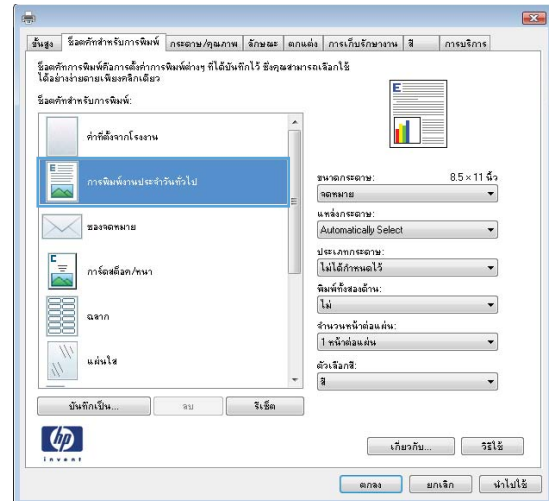 ขั้นสูง
ช็อตคัทสำหรับการพิมพ์
กระดาษ/คุณภาพ
ลักษณะ
ตกแต่ง
การเก็บรักษางาน
สี
การบริการ
ช็อตคัทการพิมพ์คือการตั้งค่าการพิมพ์ต่างๆ ที่ได้บันทึกไว้ ซึ่งคุณสามารถเลือกใช้
ได้อย่างง่ายดายเพียงคลิกเดียว
ช็อตคัทสำหรับการพิมพ์:
ค่าที่ตั้งจากโรงงาน
การพิมพ์งานประจำวันทั่วไป
ซองจดหมาย
การ์ดสต็อค/หนา
ฉลาก
แผ่นใส
บันทึกเป็น...
ลบ
รีเซ็ต
E
ขนาดกระดาษ: 8.5 × 11 นิ้ว
จดหมาย
แหล่งกระดาษ:
Automatically Select
ประเภทกระดาษ:
ไม่ได้กำหนดไว้
พิมพ์ทั้งสองด้าน:
ไม่
จำนวนหน้าต่อแผ่น:
1 หน้าต่อแผ่น
ตัวเลือกสี:
สี
hp
invent
เกี่ยวกับ...
วิธีใช้
ตกลง
ยกเลิก
นำไปใช้